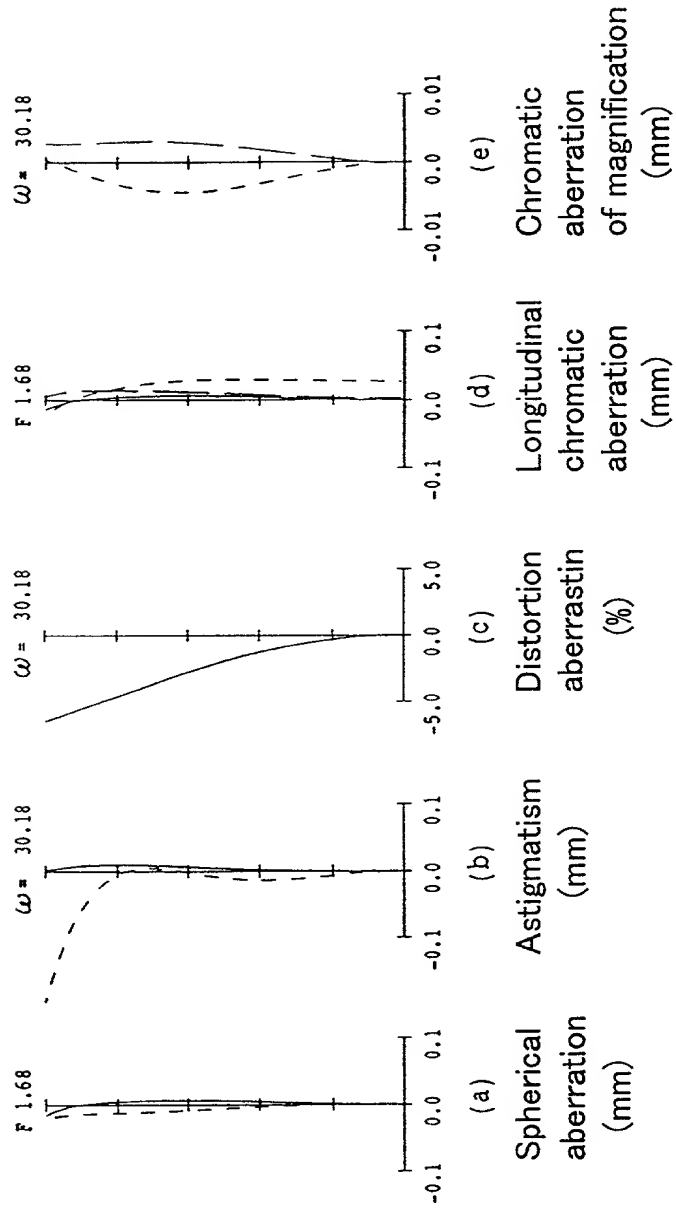 F 1.68
-0.1 0.0 0.1
(a)
Spherical
aberration
(mm)
ω= 30.18
-0.1 0.0 0.1
(b)
Astigmatism
(mm)
ω= 30.18
-5.0 0.0 5.0
(c)
Distortion
aberrastin
(%)
F 1.68
-0.1 0.0 0.1
(d)
Longitudinal
chromatic
aberration
(mm)
ω= 30.18
-0.01 0.0 0.01
(e)
Chromatic
aberration
of magnification
(mm)